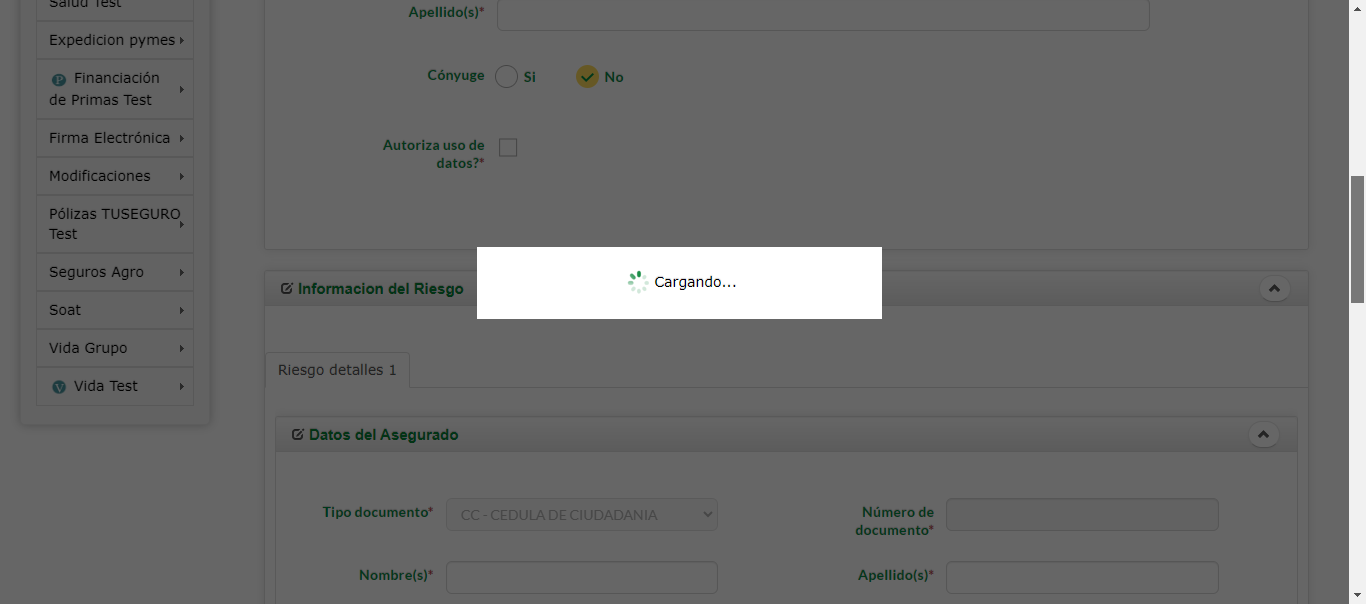 Salud Test
Expedicion pymes
Financiación
de Primas Test
Firma Electrónica
Modificaciones
Pólizas TUSEGURO
Test
Seguros Agro
Soat
Vida Grupo
V Vida Test
Apellido(s)*
Cónyuge Si No
Autoriza uso de
datos?*
Cargando...
Informacion del Riesgo
Riesgo detalles 1
Datos del Asegurado
Tipo documento* CC - CEDULA DE CIUDADANIA
Número de
documento*
Nombre(s)*
Apellido(s)*